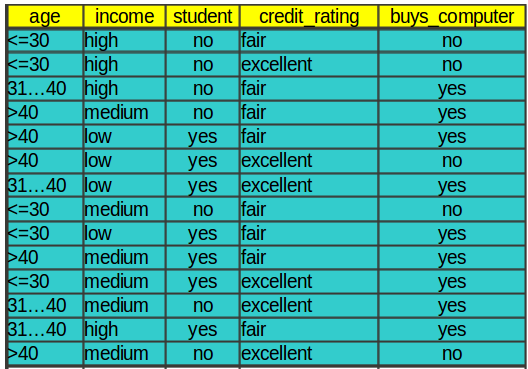 age income student credit_rating buys_computer
<=30 high no fair no
<=30 high no excellent no
31…40 high no fair yes
>40 medium no fair yes
>40 low yes fair yes
>40 low yes excellent no
31…40 low yes excellent yes
<=30 medium no fair no
<=30 low yes fair yes
>40 medium yes fair yes
<=30 medium yes excellent yes
31…40 medium no excellent yes
31…40 high yes fair yes
>40 medium no excellent no